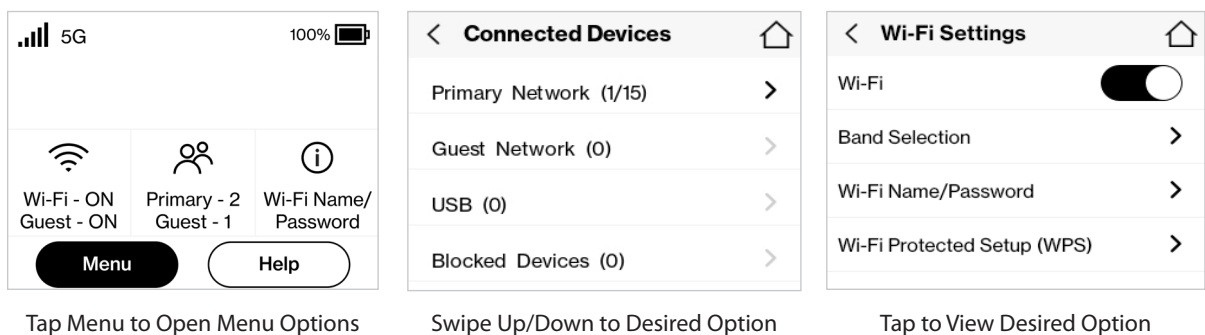 5G
100%
Wi-Fi - ON
Guest - ON
Primary - 2
Guest - 1
Wi-Fi Name/
Password
Menu
Help
Tap Menu to Open Menu Options
Connected Devices
Primary Network (1/15)
Guest Network (0)
USB (0)
Blocked Devices (0)
Swipe Up/Down to Desired Option
Wi-Fi Settings
Wi-Fi
Band Selection
Wi-Fi Name/Password
Wi-Fi Protected Setup (WPS)
Tap to View Desired Option